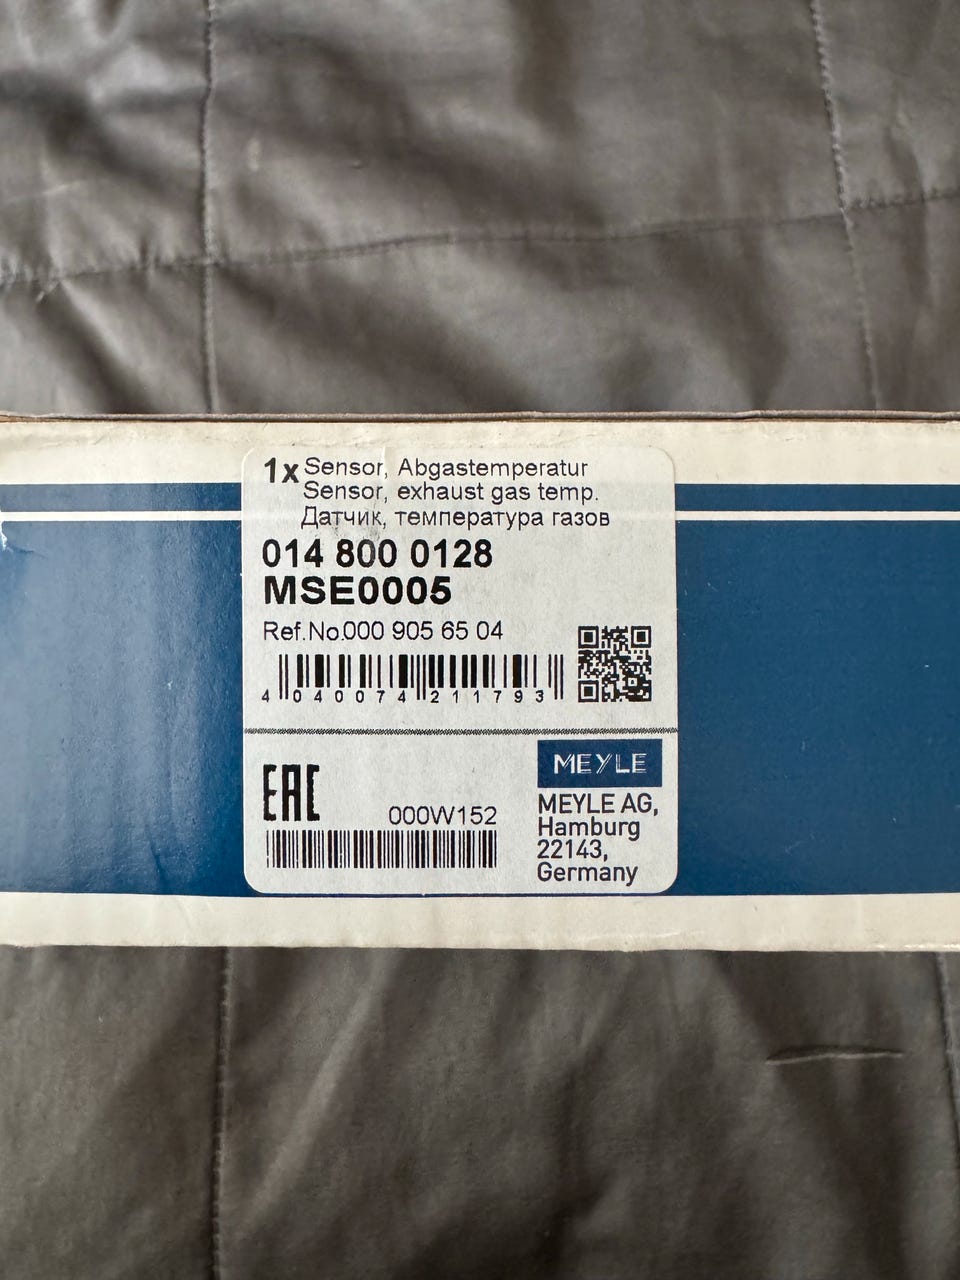 1x Sensor, Abgastemperatur
Sensor, exhaust gas temp.
Датчик, температура газов
014 800 0128
MSE0005
Ref.No.000 905 65 04
4 040074 211793
EAC
000W152
MEYLE
MEYLE AG,
Hamburg
22143,
Germany